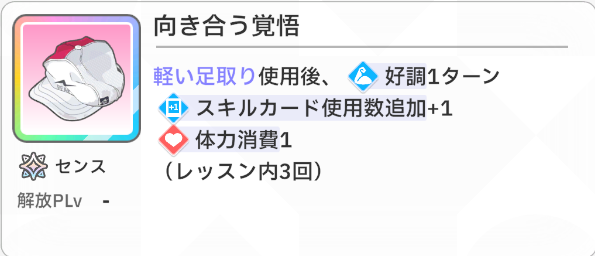 向き合う覚悟
軽い足取り使用後、好調1ターン
+1 スキルカード使用数追加+1
体力消費1
（レッスン内3回）
センス
解放PLv -